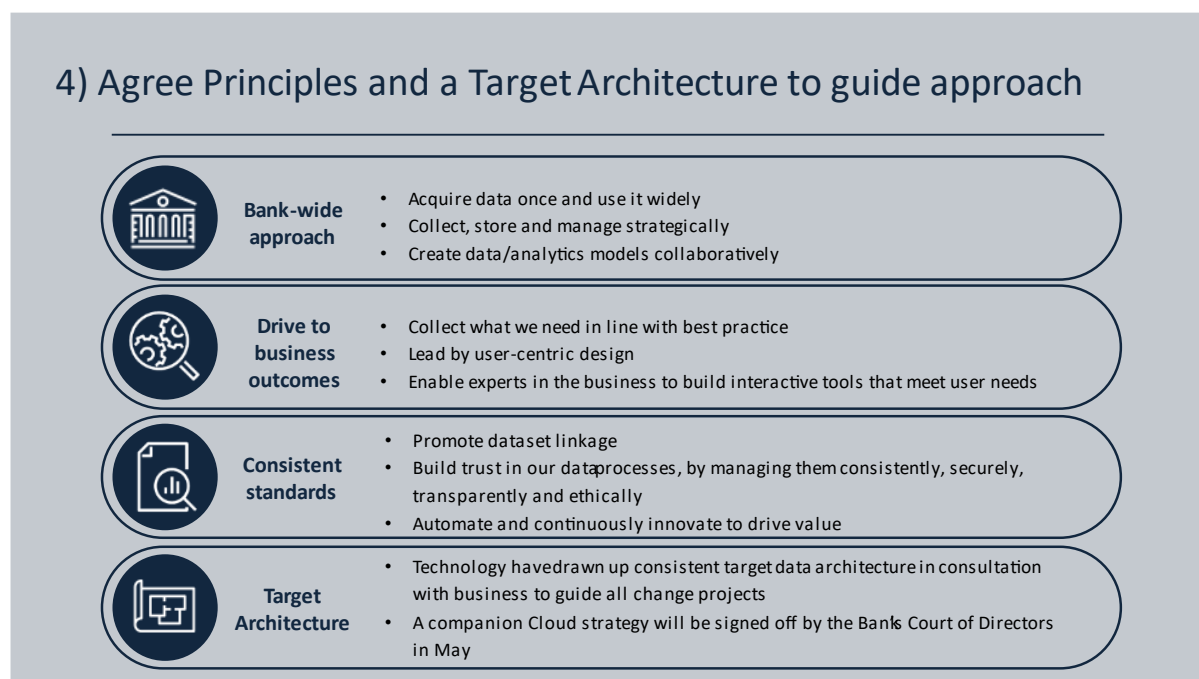 4) Agree Principles and a Target Architecture to guide approach
Bank-wide
approach
• Acquire data once and use it widely
• Collect, store and manage strategically
• Create data/analytics models collaboratively
Drive to
business
outcomes
• Collect what we need in line with best practice
• Lead by user-centric design
• Enable experts in the business to build interactive tools that meet user needs
Consistent
standards
• Promote dataset linkage
• Build trust in our dataprocesses, by managing them consistently, securely,
transparently and ethically
• Automate and continuously innovate to drive value
Target
Architecture
• Technology havedrawn up consistent target data architecture in consultation
with business to guide all change projects
• A companion Cloud strategy will be signed off by the Banks Court of Directors
in May